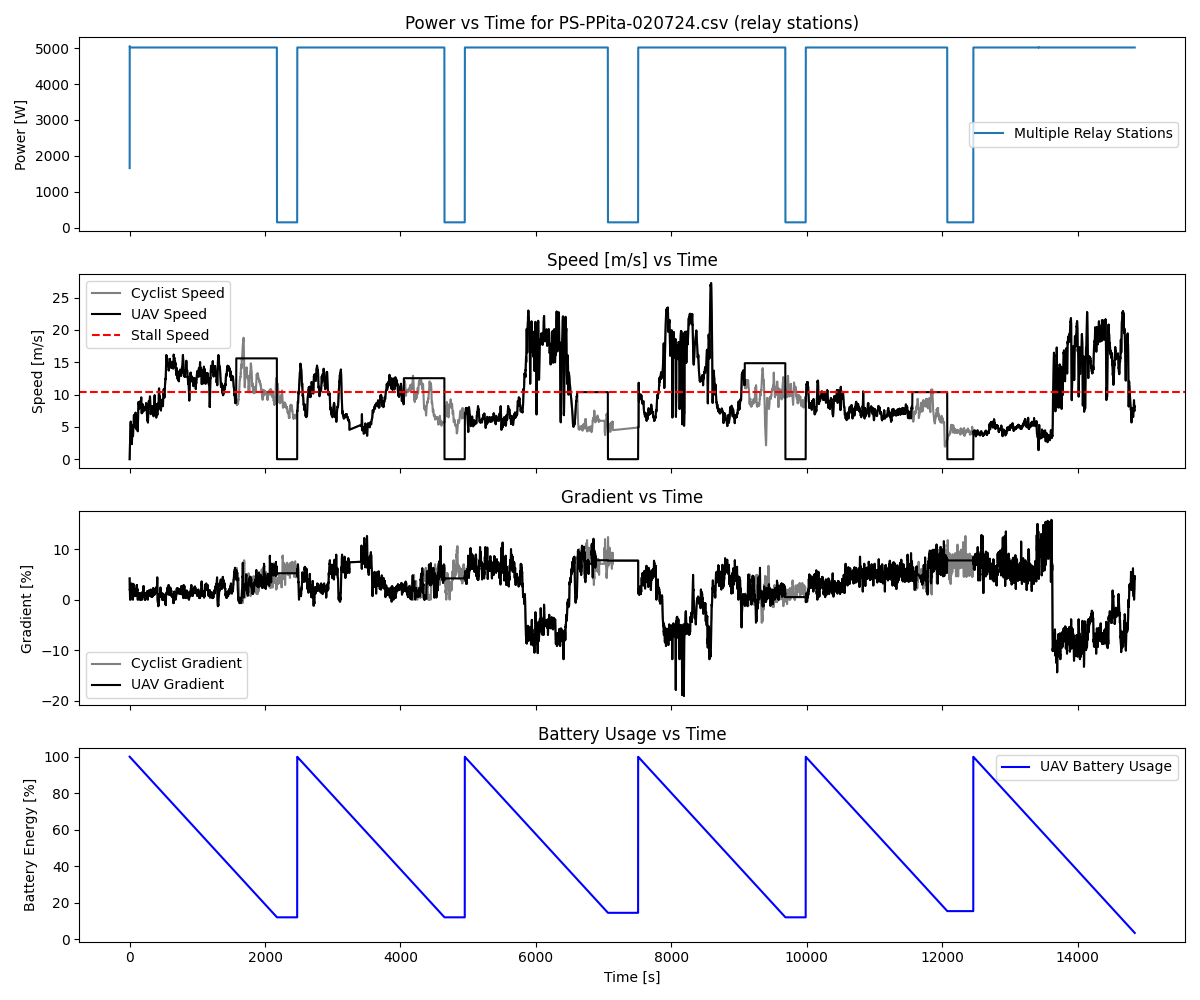 Power vs Time for PS-PPita-020724.csv (relay stations)
5000
4000
3000
2000
1000
0
Power [W]
Multiple Relay Stations
Speed [m/s] vs Time
25
20
15
10
5
0
Speed [m/s]
Cyclist Speed
UAV Speed
Stall Speed
Gradient vs Time
10
0
−10
−20
Gradient [%]
Cyclist Gradient
UAV Gradient
Battery Usage vs Time
100
80
60
40
20
0
Battery Energy [%]
UAV Battery Usage
0 2000 4000 6000 8000 10000 12000 14000
Time [s]